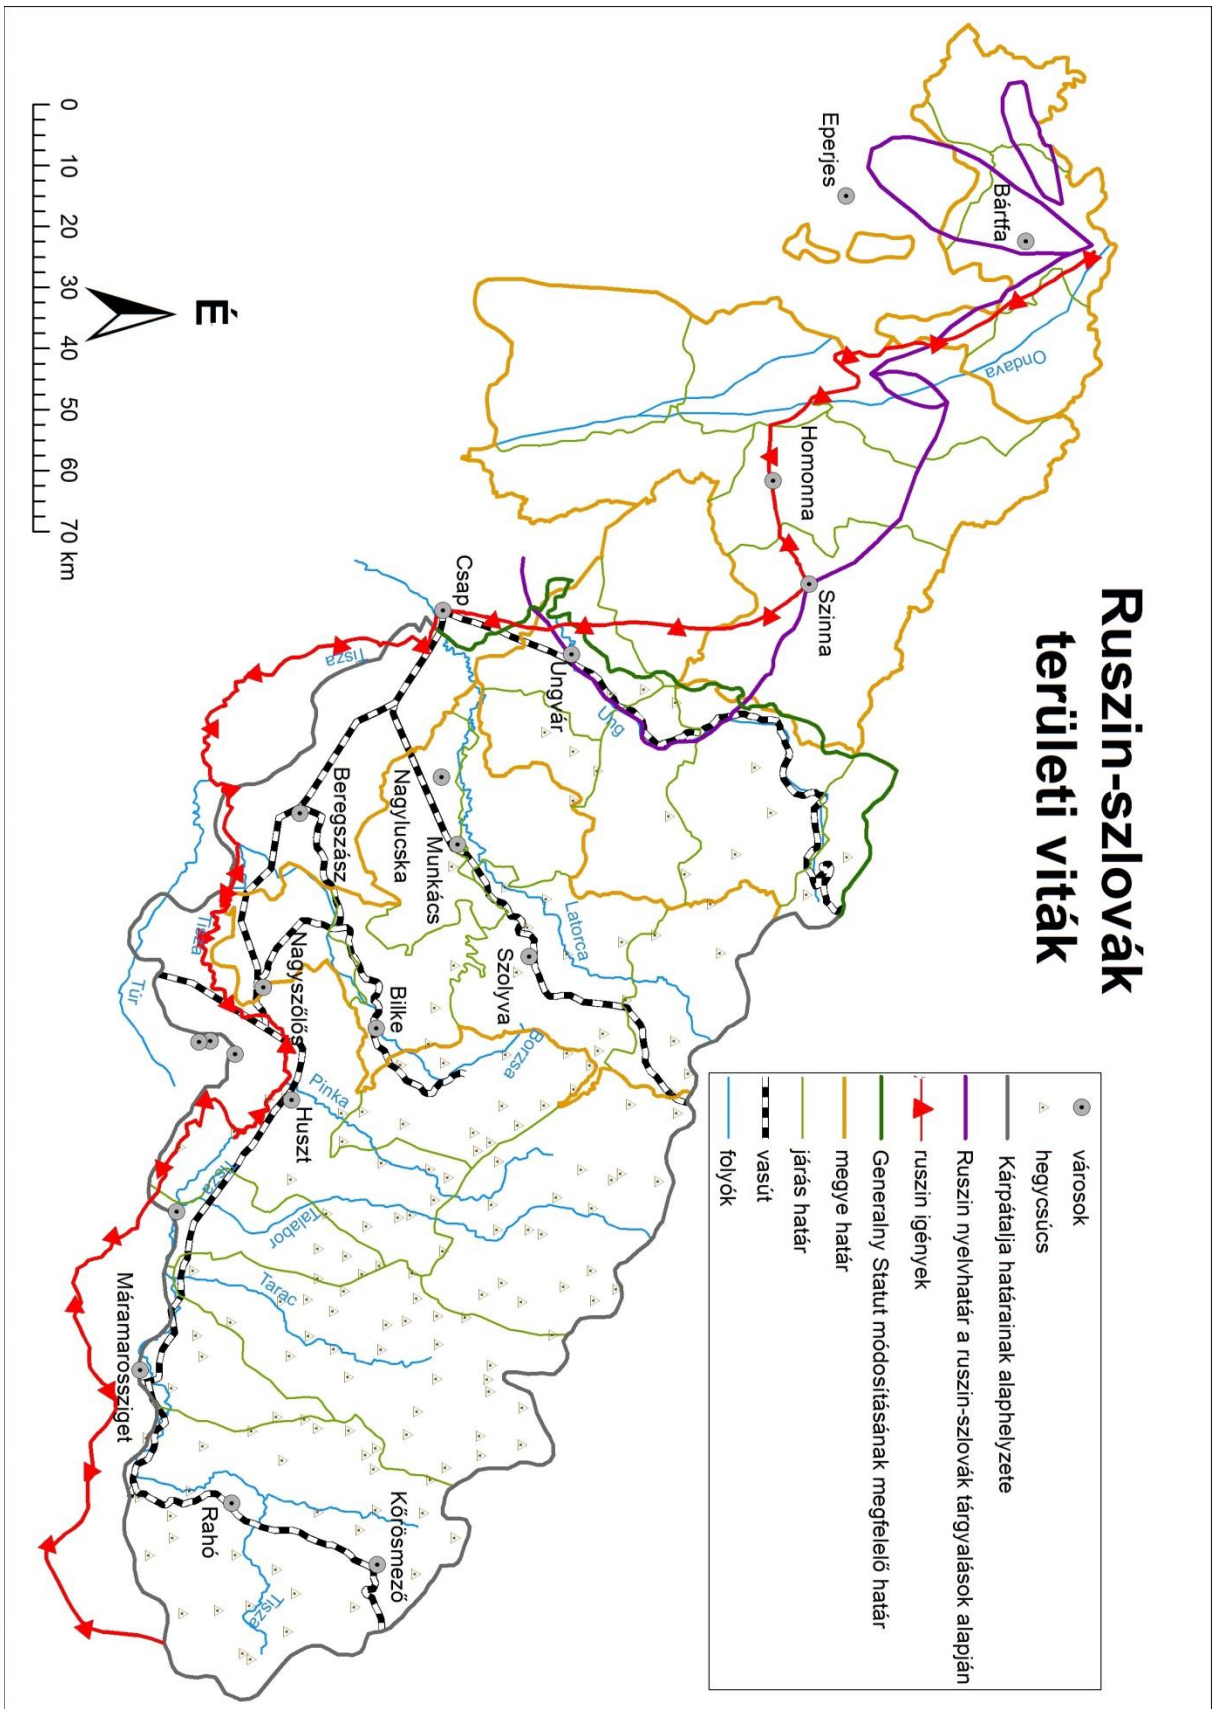 Ruszin-szlovák
területi viták
városok
hegycsúcs
Kárpátalja határainak alaphelyzete
Ruszin nyelvhatár a ruszin-szlovák tárgyalások alapján
ruszin igények
Generalny Statut módosításának megfelelő határ
megye határ
járás határ
vasút
folyók
Bártfa
Eperjes
Ondava
Homonna
Szinna
Csap
Ungvár
Ung
Tisza
Nagylucska
Munkács
Beregszász
Latorca
Szolyva
Tisza
Túr
Nagyszőlős
Bilke
Borzsa
Huszt
Pinka
Tisza
Talabor
Tarac
Máramarossziget
Rahó
Kőrösmező
Tisza
É
0 10 20 30 40 50 60 70 km